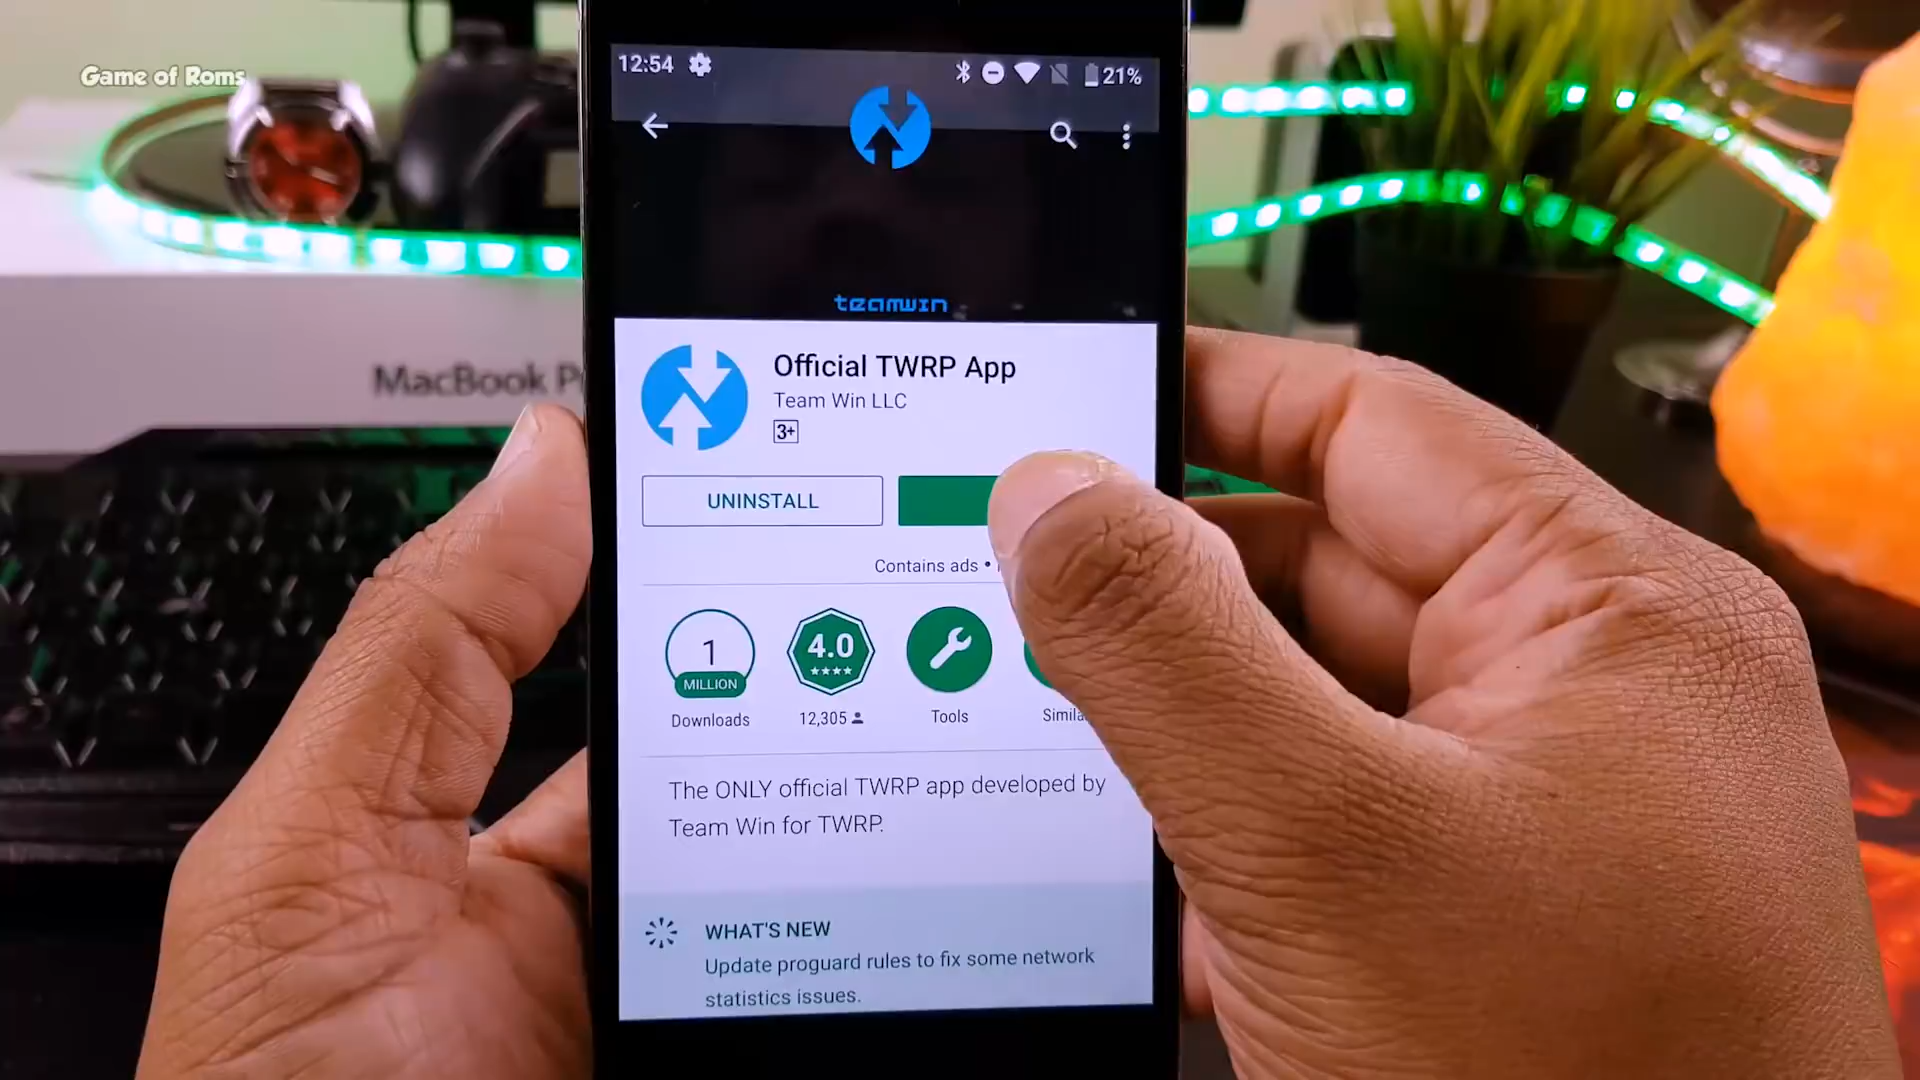 Game of Roms
12:54
21%
teamwin
MacBook
Official TWRP App
Team Win LLC
3+
UNINSTALL
Contains ads •
1
MILLION
Downloads
4.0
12,305
Tools
The ONLY official TWRP app developed by
Team Win for TWRP.
WHAT'S NEW
Update proguard rules to fix some network
statistics issues.